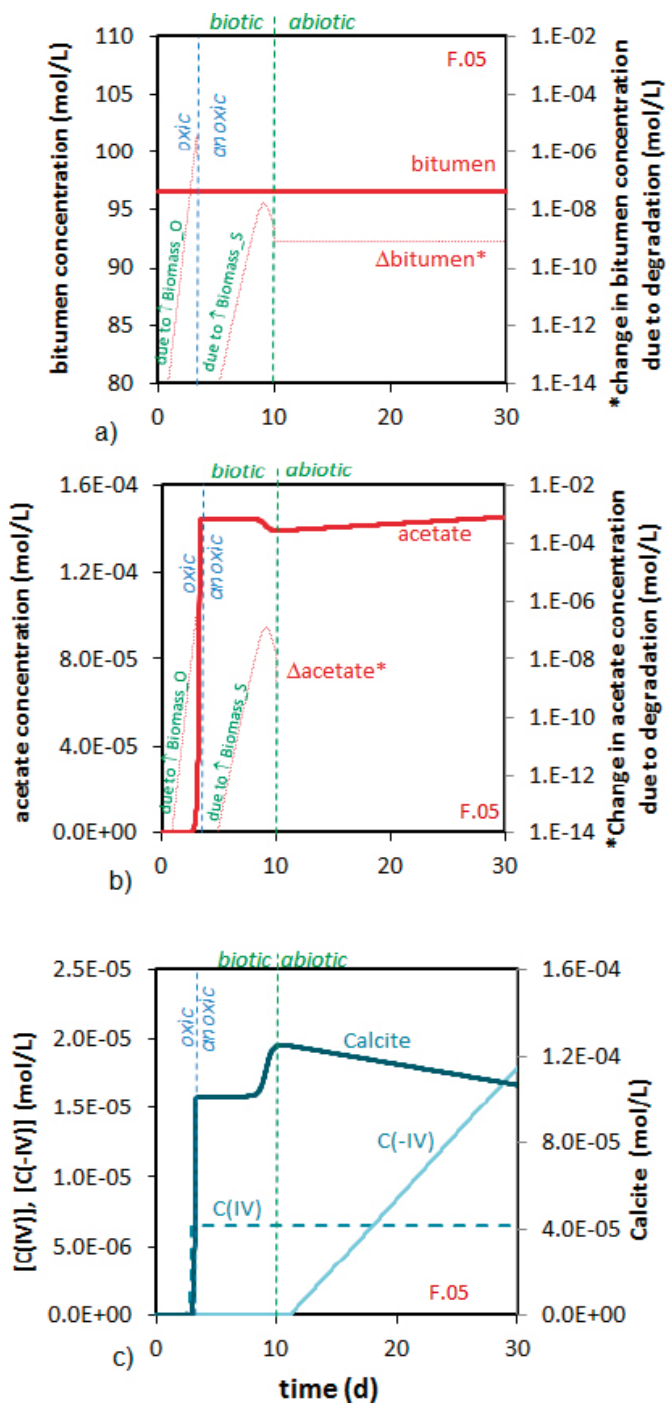 biotic abiotic
110
1.E-02
F.05
105
1.E-04
oxic
anoxic
100
1.E-06
bitumen
95
1.E-08
Δbitumen*
90
1.E-10
due to ↑ Biomass_O
due to ↑ Biomass_S
85
1.E-12
80
1.E-14
bitumen concentration (mol/L)
*change in bitumen concentration
due to degradation (mol/L)
0 10 20 30
a)
biotic abiotic
1.6E-04
1.E-02
acetate
1.E-04
oxic
anoxic
1.2E-04
1.E-06
8.0E-05
1.E-08
Δacetate*
1.E-10
due to ↑ Biomass_O
due to ↑ Biomass_S
4.0E-05
1.E-12
F.05
0.0E+00
1.E-14
acetate concentration (mol/L)
*Change in acetate concentration
due to degradation (mol/L)
0 10 20 30
b)
biotic abiotic
2.5E-05
1.6E-04
oxic
anoxic
2.0E-05
Calcite
1.2E-04
1.5E-05
C(-IV)
8.0E-05
1.0E-05
C(IV)
4.0E-05
5.0E-06
F.05
0.0E+00
0.0E+00
[C(IV)], [C(-IV)] (mol/L)
Calcite (mol/L)
0 10 20 30
c)
time (d)